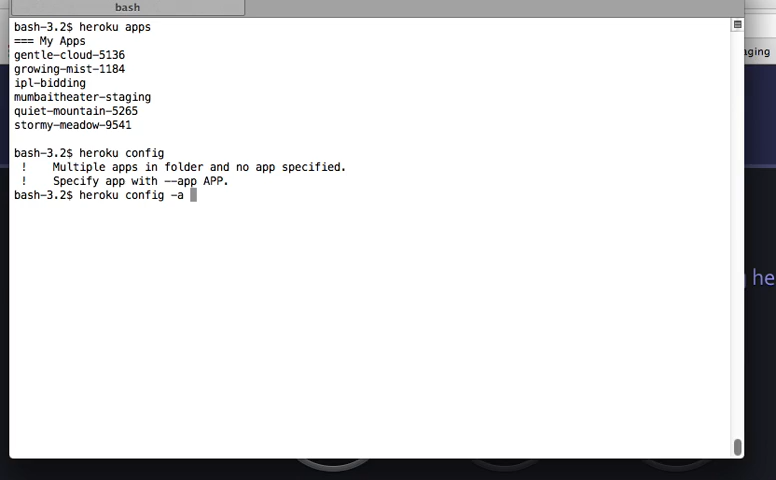 bash
bash-3.2$ heroku apps
=== My Apps
gentle-cloud-5136
growing-mist-1184
ipl-bidding
mumbaitheater-staging
quiet-mountain-5265
stormy-meadow-9541
bash-3.2$ heroku config
!    Multiple apps in folder and no app specified.
!    Specify app with --app APP.
bash-3.2$ heroku config -a
aging
he